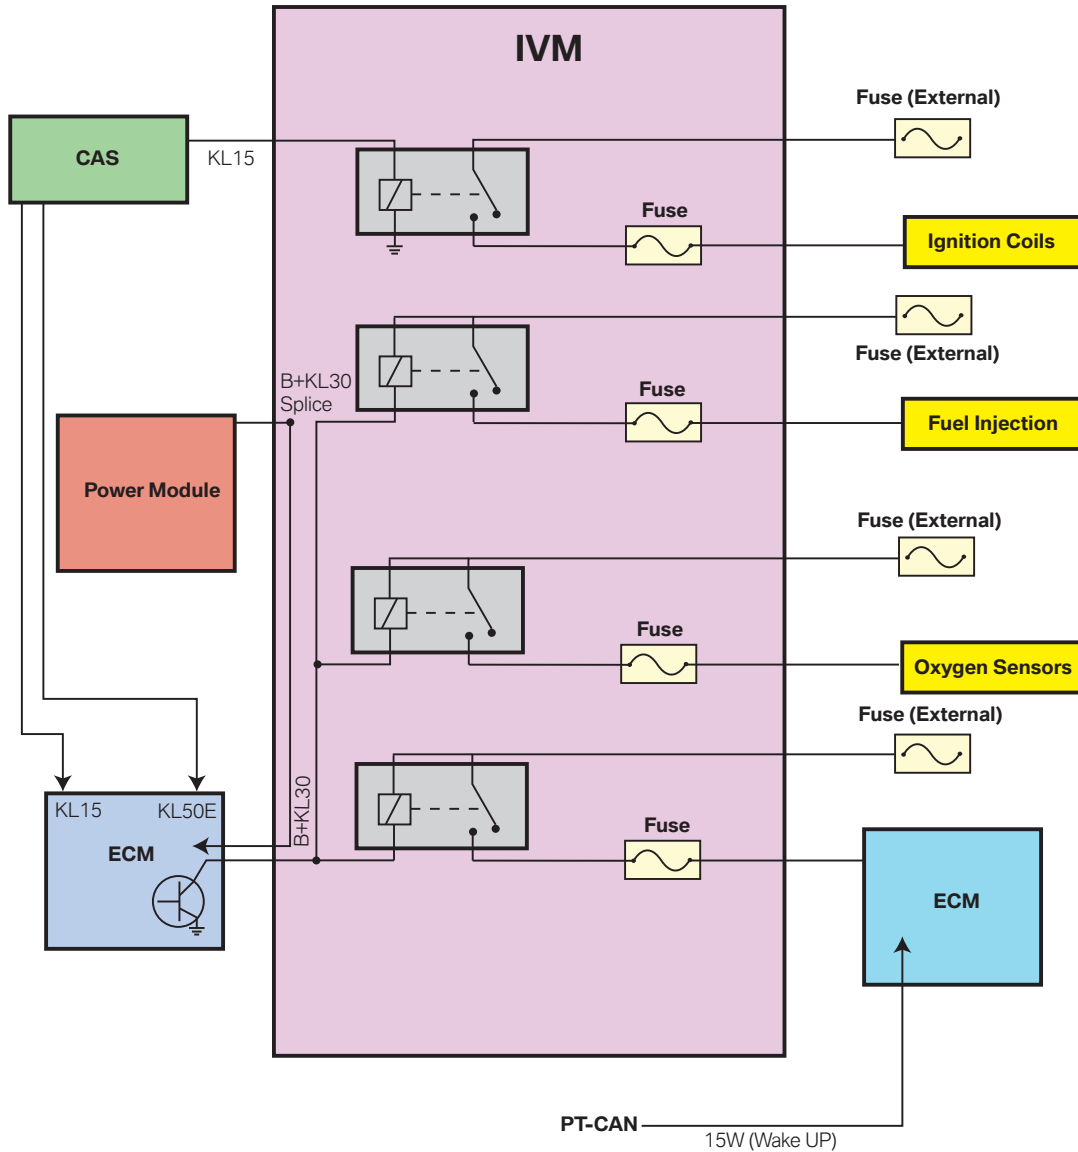 IVM
Fuse (External)
CAS
KL15
Fuse
Ignition Coils
Fuse (External)
B+KL30
Splice
Fuse
Fuel Injection
Power Module
Fuse (External)
Fuse
Oxygen Sensors
Fuse (External)
B+KL30
KL15
KL50E
Fuse
ECM
ECM
PT-CAN
15W (Wake UP)